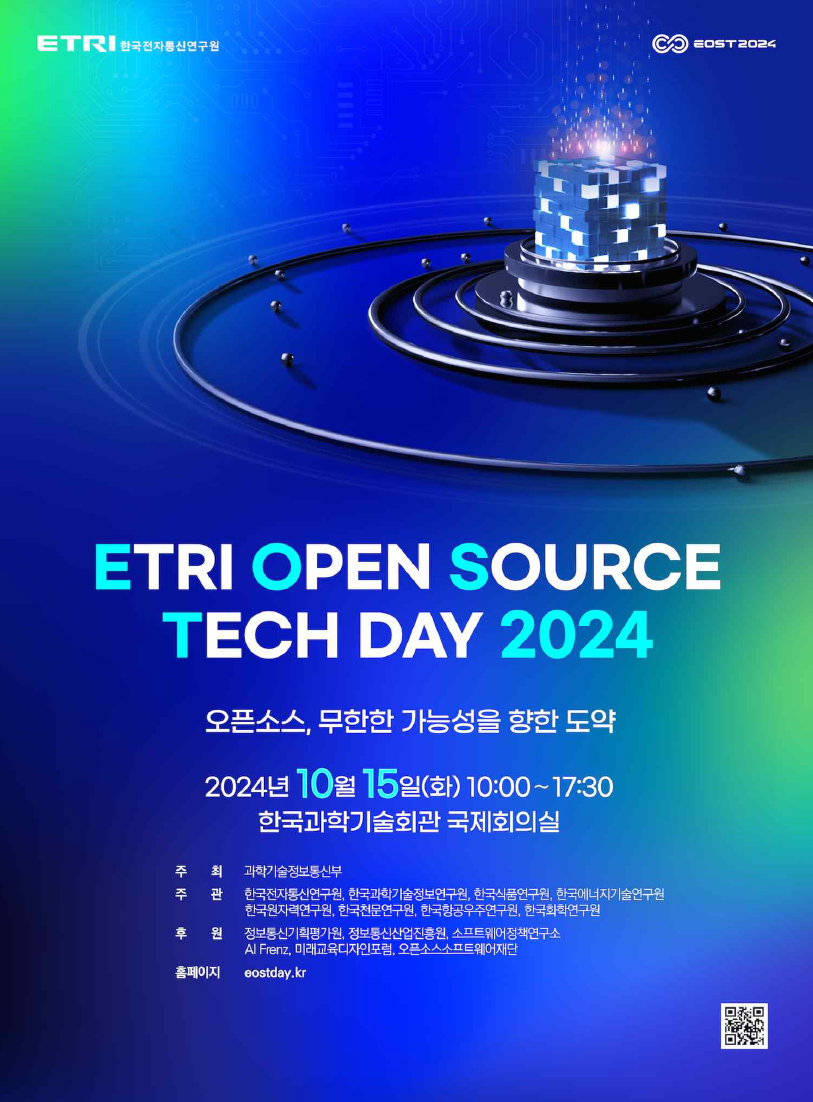 ETRI 한국전자통신연구원
EOST2024
ETRI OPEN SOURCE
TECH DAY 2024
오픈소스, 무한한 가능성을 향한 도약
2024년 10월 15일(화) 10:00~17:30
한국과학기술회관 국제회의실
주 최 과학기술정보통신부
주 관 한국전자통신연구원, 한국과학기술정보연구원, 한국식품연구원, 한국에너지기술연구원
한국원자력연구원, 한국천문연구원, 한국항공우주연구원, 한국화학연구원
후 원 정보통신기획평가원, 정보통신산업진흥원, 소프트웨어정책연구소
AI Frenz, 미래교육디자인포럼, 오픈소스소프트웨어재단
홈페이지 eostday.kr